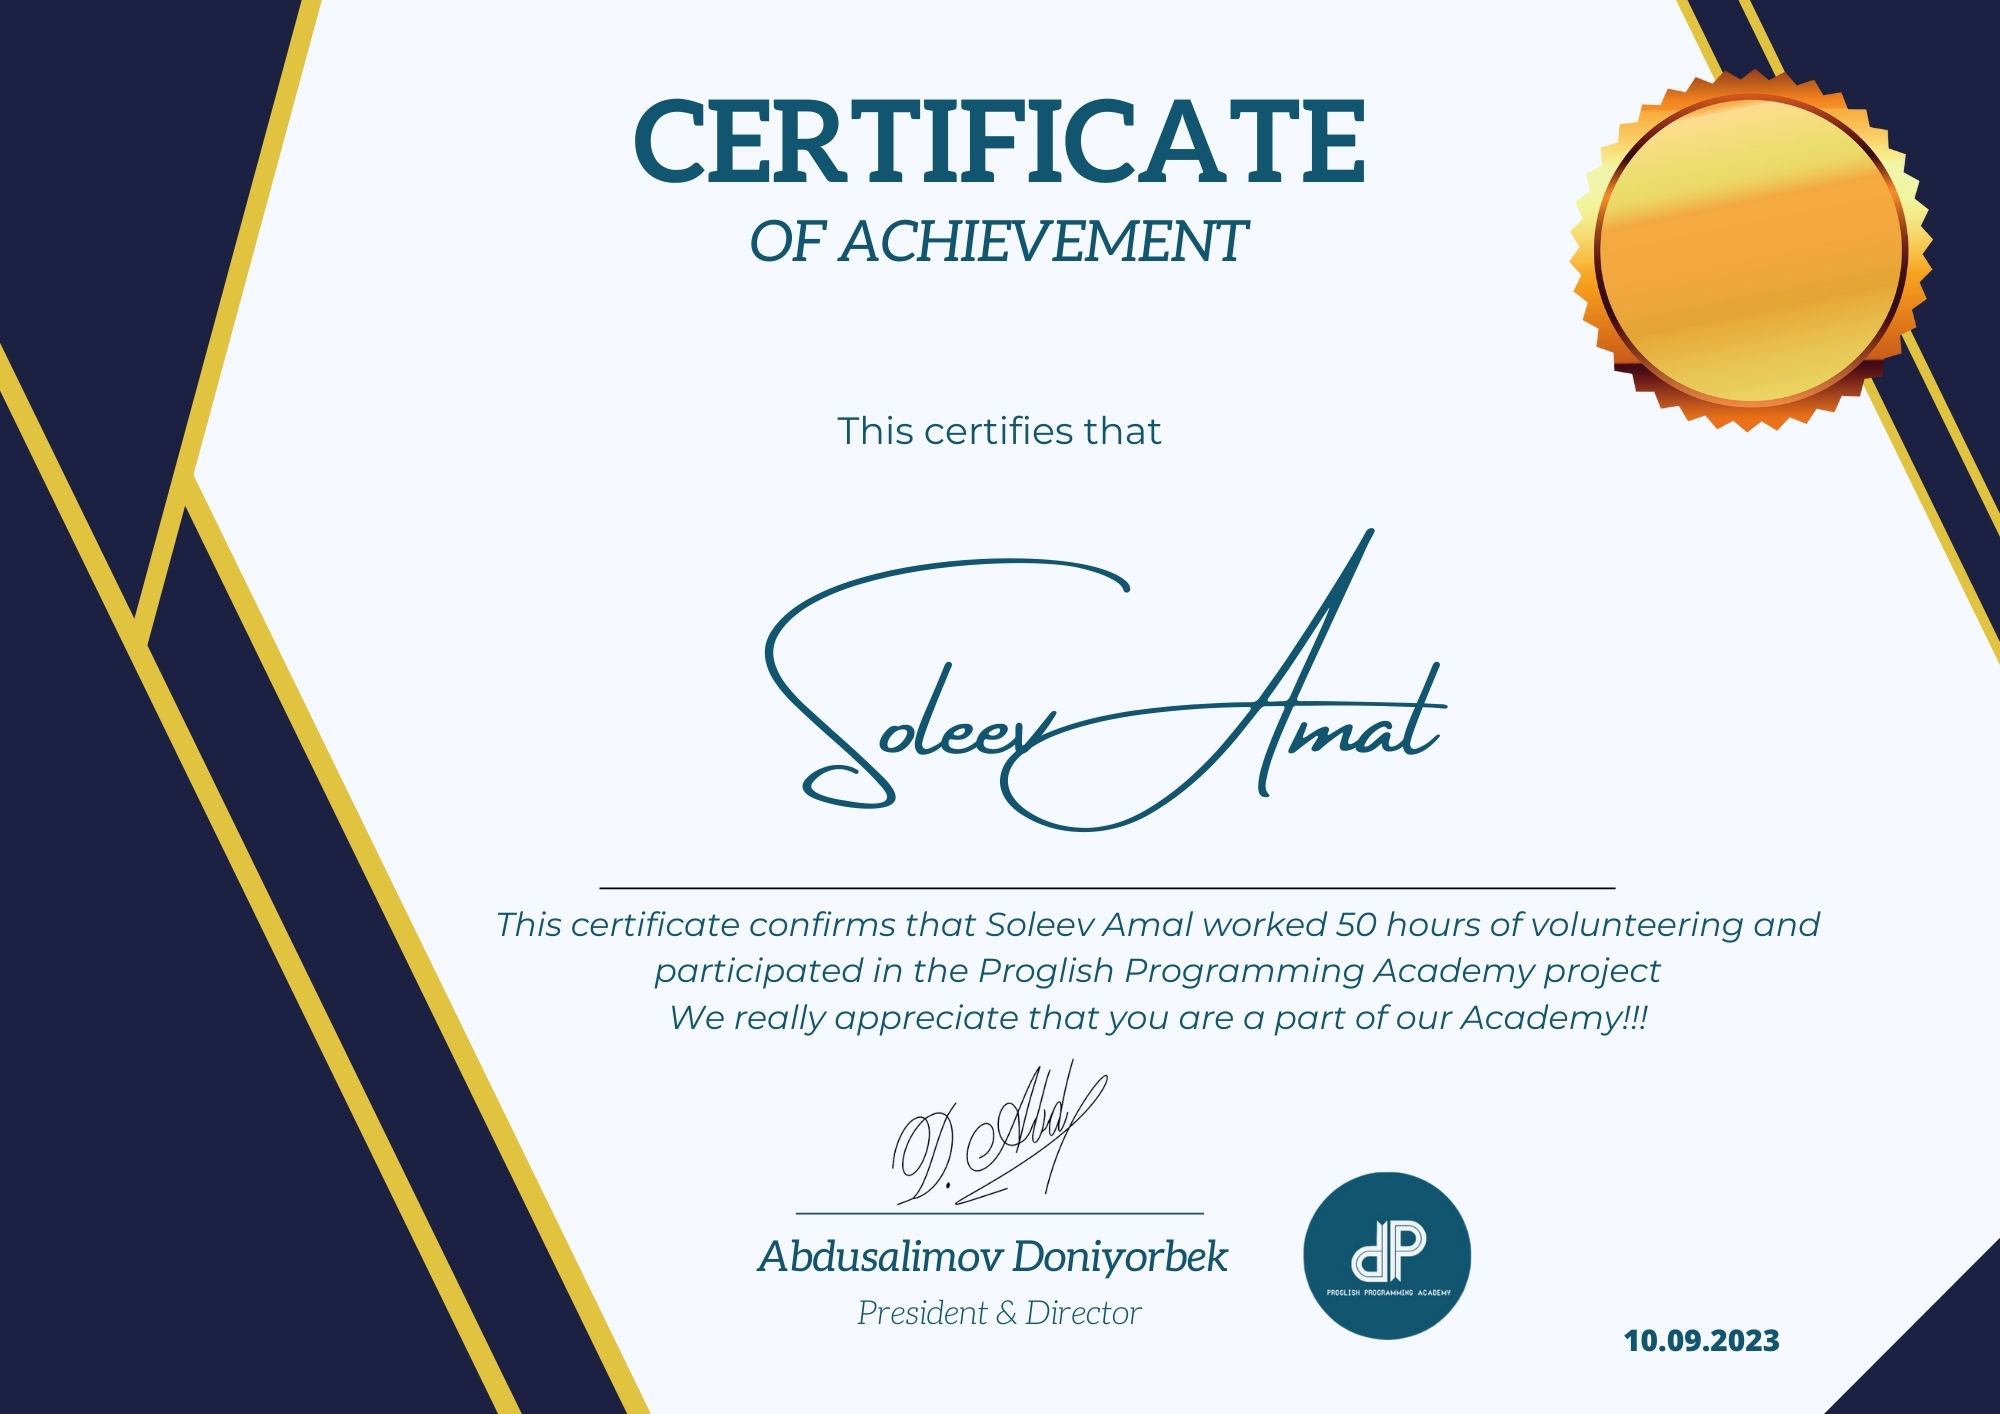 CERTIFICATE
OF ACHIEVEMENT
This certifies that
Soleev Amal
This certificate confirms that Soleev Amal worked 50 hours of volunteering and
participated in the Proglish Programming Academy project
We really appreciate that you are a part of our Academy!!!
D. Abd
Abdusalimov Doniyorbek
President & Director
dP
PROGLISH PROGRAMMING ACADEMY
10.09.2023